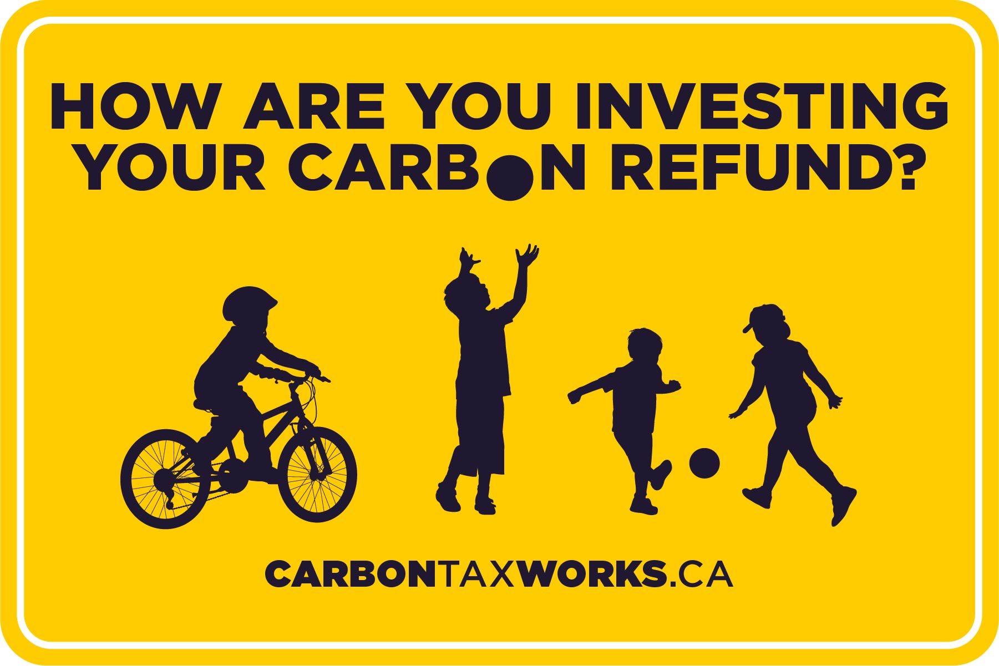 HOW ARE YOU INVESTING
YOUR CARBON REFUND?
CARBONTAXWORKS.CA